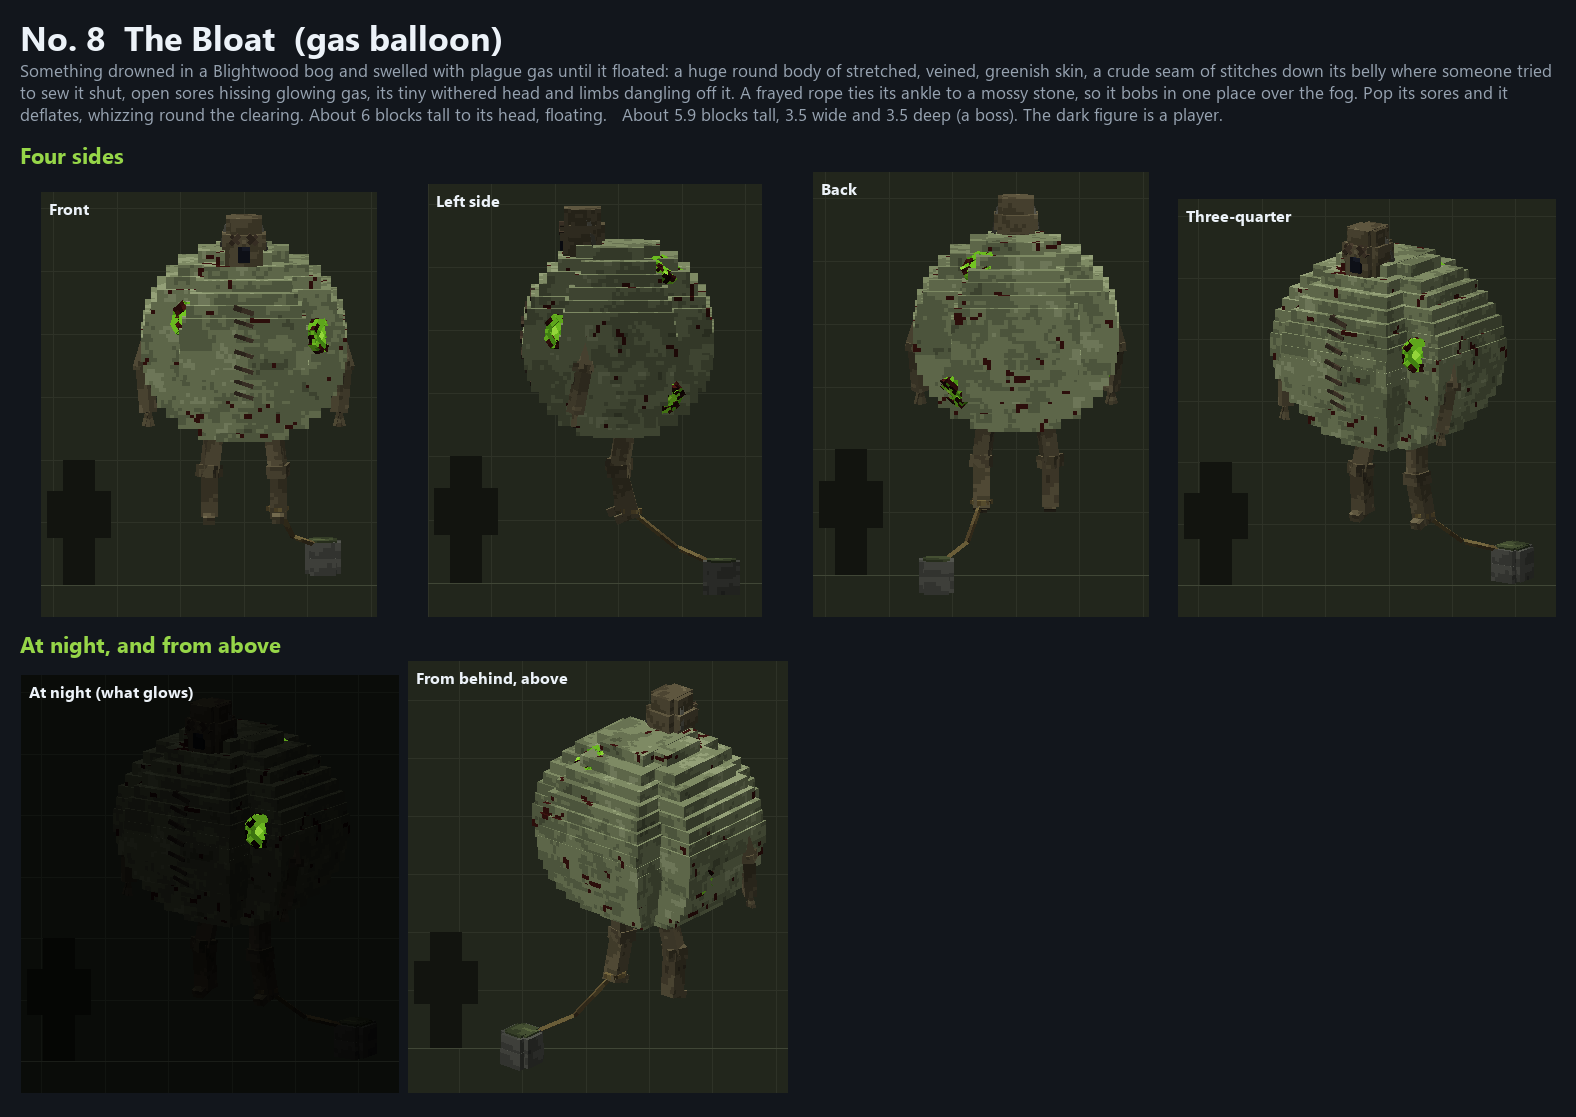 No. 8 The Bloat (gas balloon)
Something drowned in a Blightwood bog and swelled with plague gas until it floated: a huge round body of stretched, veined, greenish skin, a crude seam of stitches down its belly where someone tried
to sew it shut, open sores hissing glowing gas, its tiny withered head and limbs dangling off it. A frayed rope ties its ankle to a mossy stone, so it bobs in one place over the fog. Pop its sores and it
deflates, whizzing round the clearing. About 6 blocks tall to its head, floating. About 5.9 blocks tall, 3.5 wide and 3.5 deep (a boss). The dark figure is a player.
Four sides
Front
Left side
Back
Three-quarter
At night, and from above
At night (what glows)
From behind, above